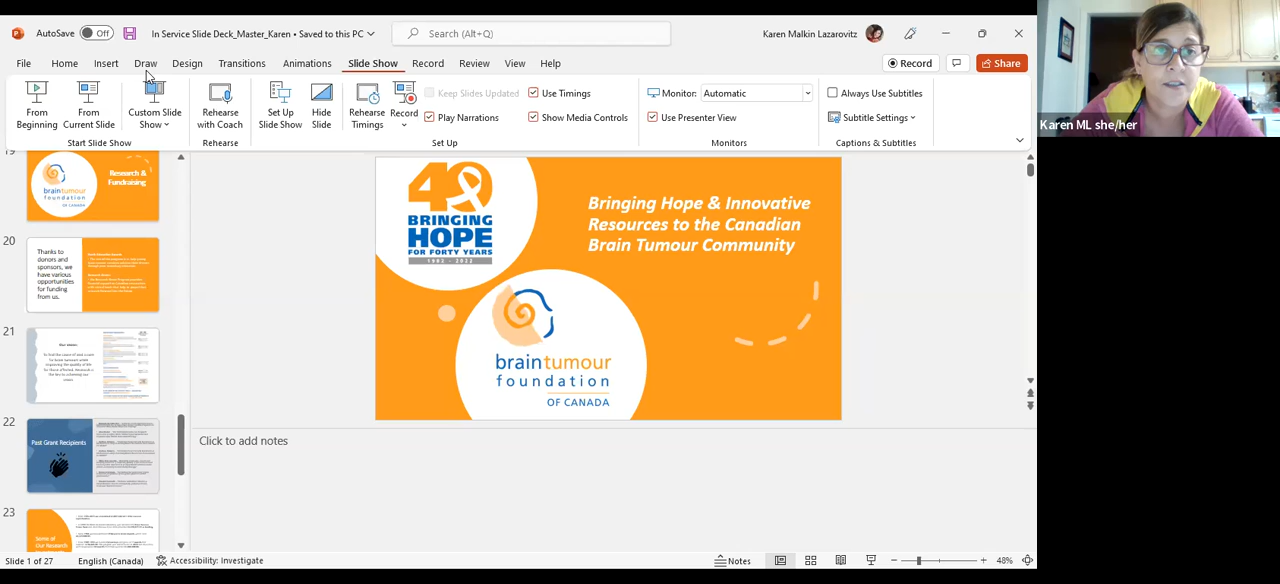 AutoSave Off In Service Slide Deck_Master_Karen • Saved to this PC Search (Alt+Q) Karen Malkin Lazarovitz
File Home Insert Draw Design Transitions Animations Slide Show Record Review View Help Record Share
From Beginning
From Current Slide
Custom Slide Show
Rehearse with Coach
Set Up Slide Show
Hide Slide
Rehearse Timings
Record
Keep Slides Updated
Play Narrations
Use Timings
Show Media Controls
Monitor: Automatic
Use Presenter View
Always Use Subtitles
Subtitle Settings
Start Slide Show Rehearse Set Up Monitors Captions & Subtitles
Karen ML she/her
19
Research &
Fundraising
braintumour
foundation
OF CANADA
20
Thanks to
donors and
sponsors, we
have various
opportunities
for funding
from us.
21
22
Past Grant Recipients
23
Some of
Our Research
40
BRINGING
HOPE
FOR FORTY YEARS
1982 - 2022
Bringing Hope & Innovative
Resources to the Canadian
Brain Tumour Community
braintumour
foundation
OF CANADA
Click to add notes
Slide 1 of 27 English (Canada) Accessibility: Investigate Notes 48%